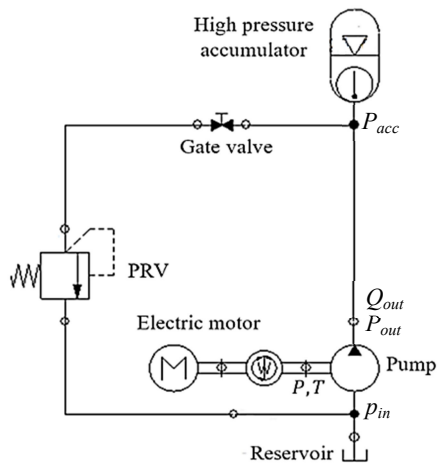 High pressure
accumulator
P_acc
Gate valve
PRV
Q_out
P_out
Electric motor
M
W
P,T
Pump
p_in
Reservoir